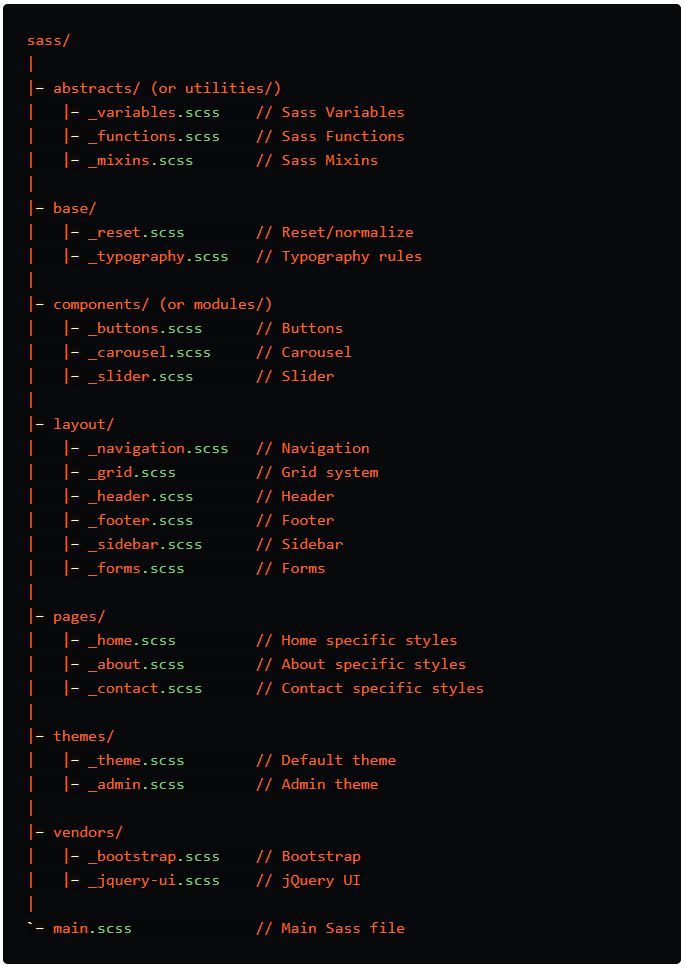 sass/
|
|– abstracts/ (or utilities/)
|   |– _variables.scss    // Sass Variables
|   |– _functions.scss    // Sass Functions
|   |– _mixins.scss       // Sass Mixins
|
|– base/
|   |– _reset.scss        // Reset/normalize
|   |– _typography.scss   // Typography rules
|
|– components/ (or modules/)
|   |– _buttons.scss      // Buttons
|   |– _carousel.scss     // Carousel
|   |– _slider.scss       // Slider
|
|– layout/
|   |– _navigation.scss   // Navigation
|   |– _grid.scss         // Grid system
|   |– _header.scss       // Header
|   |– _footer.scss       // Footer
|   |– _sidebar.scss      // Sidebar
|   |– _forms.scss        // Forms
|
|– pages/
|   |– _home.scss         // Home specific styles
|   |– _about.scss        // About specific styles
|   |– _contact.scss      // Contact specific styles
|
|– themes/
|   |– _theme.scss        // Default theme
|   |– _admin.scss        // Admin theme
|
|– vendors/
|   |– _bootstrap.scss    // Bootstrap
|   |– _jquery-ui.scss    // jQuery UI
|
`– main.scss              // Main Sass file